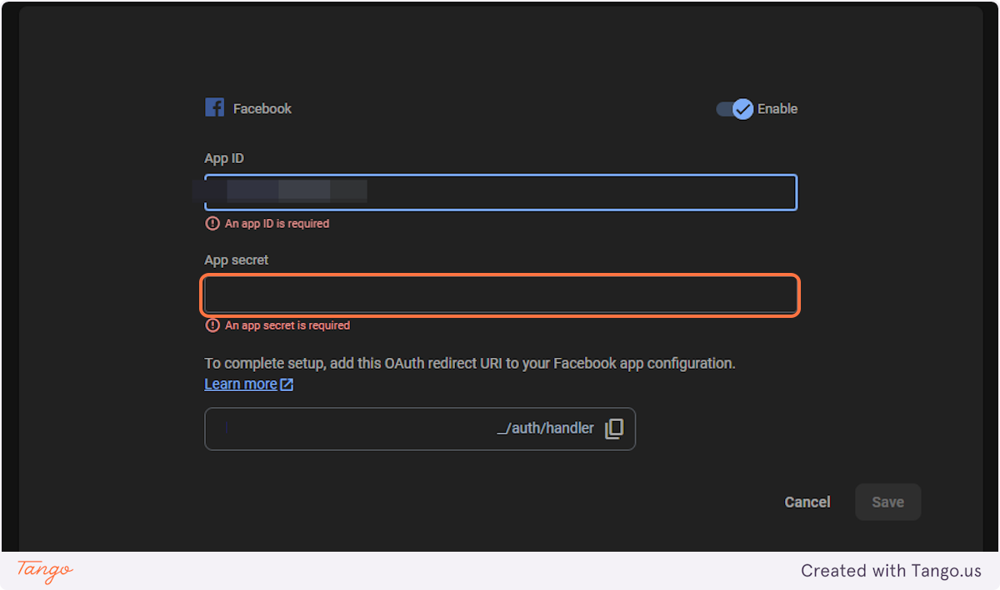 Facebook
Enable
App ID
An app ID is required
App secret
An app secret is required
To complete setup, add this OAuth redirect URI to your Facebook app configuration.
Learn more
_/auth/handler
Cancel
Save
Tango
Created with Tango.us